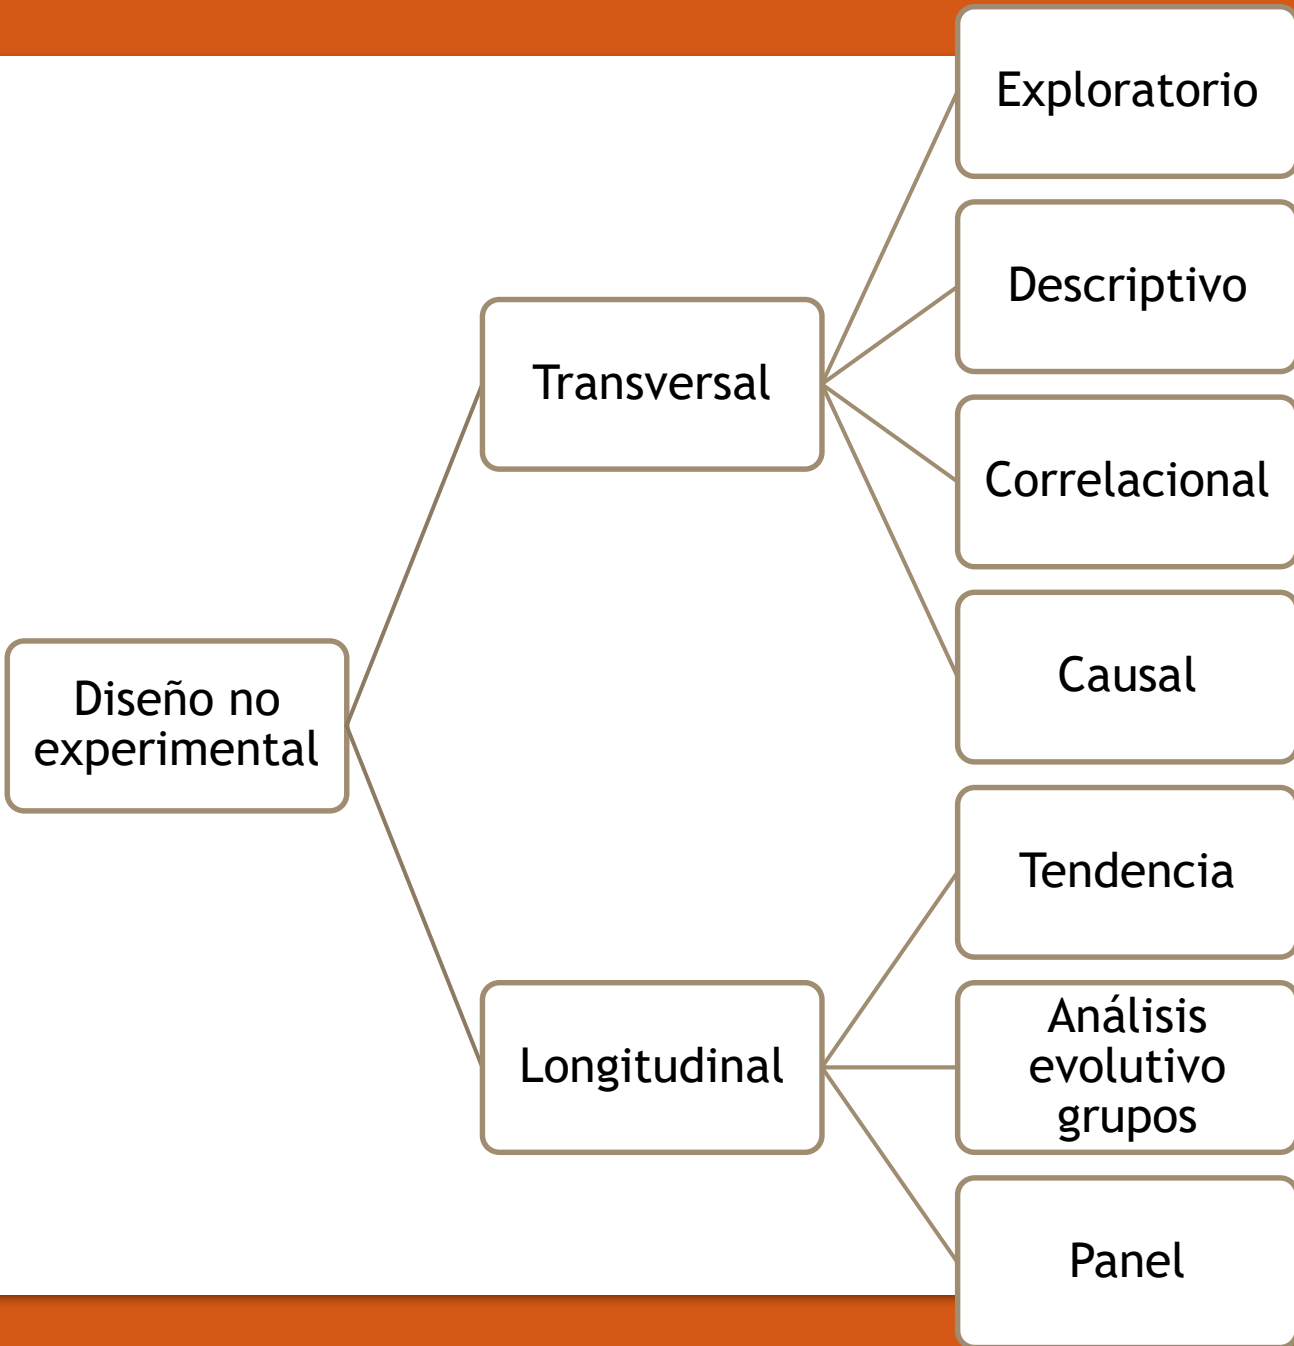 Exploratorio
Descriptivo
Transversal
Correlacional
Causal
Diseño no
experimental
Tendencia
Longitudinal
Análisis
evolutivo
grupos
Panel